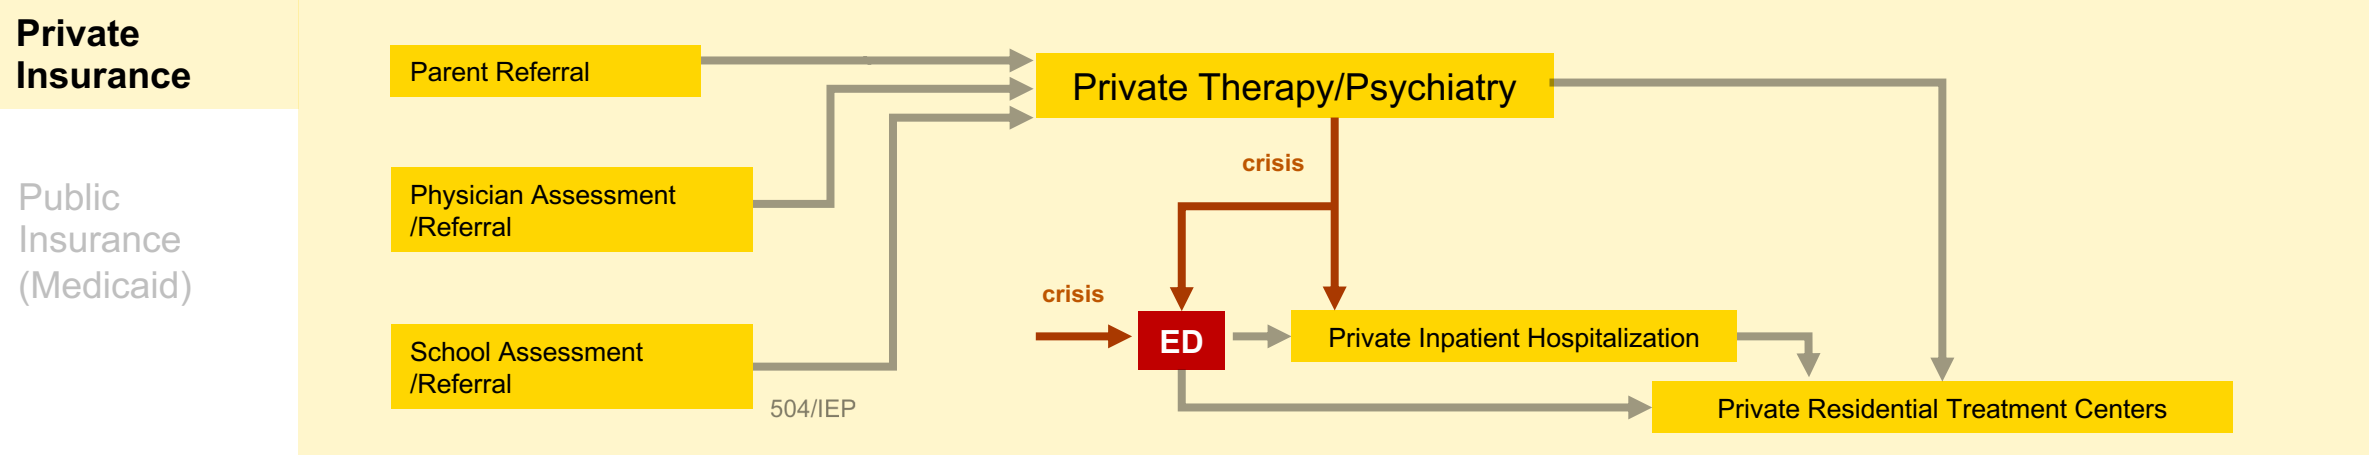 Private
Insurance
Public
Insurance
(Medicaid)
Parent Referral
Physician Assessment
/Referral
School Assessment
/Referral
504/IEP
Private Therapy/Psychiatry
crisis
crisis
ED
Private Inpatient Hospitalization
Private Residential Treatment Centers